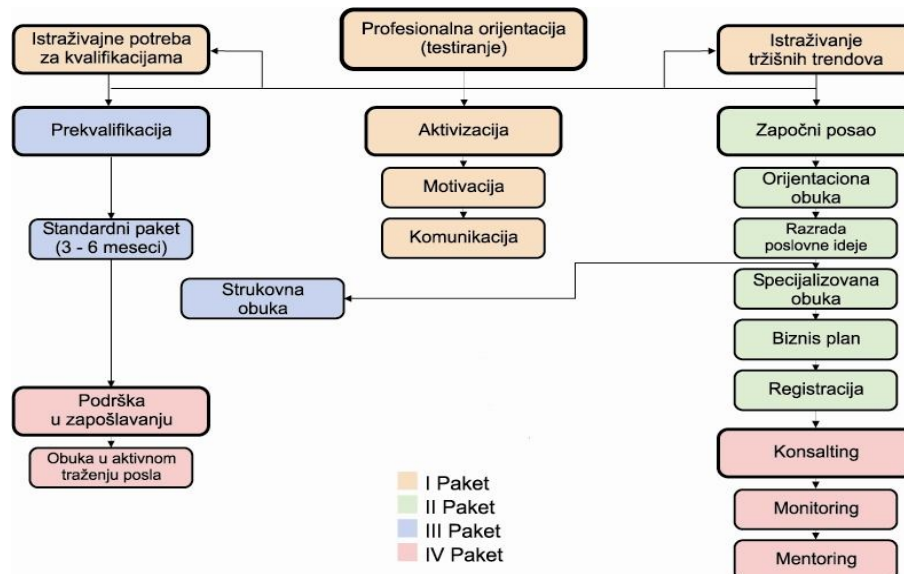 Profesionalna orijentacija
(testiranje)
Istraživajne potreba
za kvalifikacijama
Istraživanje
tržišnih trendova
Prekvalifikacija
Aktivizacija
Započni posao
Motivacija
Orijentaciona
obuka
Standardni paket
(3 - 6 meseci)
Komunikacija
Razrada
poslovne ideje
Strukovna
obuka
Specijalizovana
obuka
Biznis plan
Registracija
Podrška
u zapošlavanju
Obuka u aktivnom
traženju posla
Konsalting
Monitoring
Mentoring
I Paket
II Paket
III Paket
IV Paket